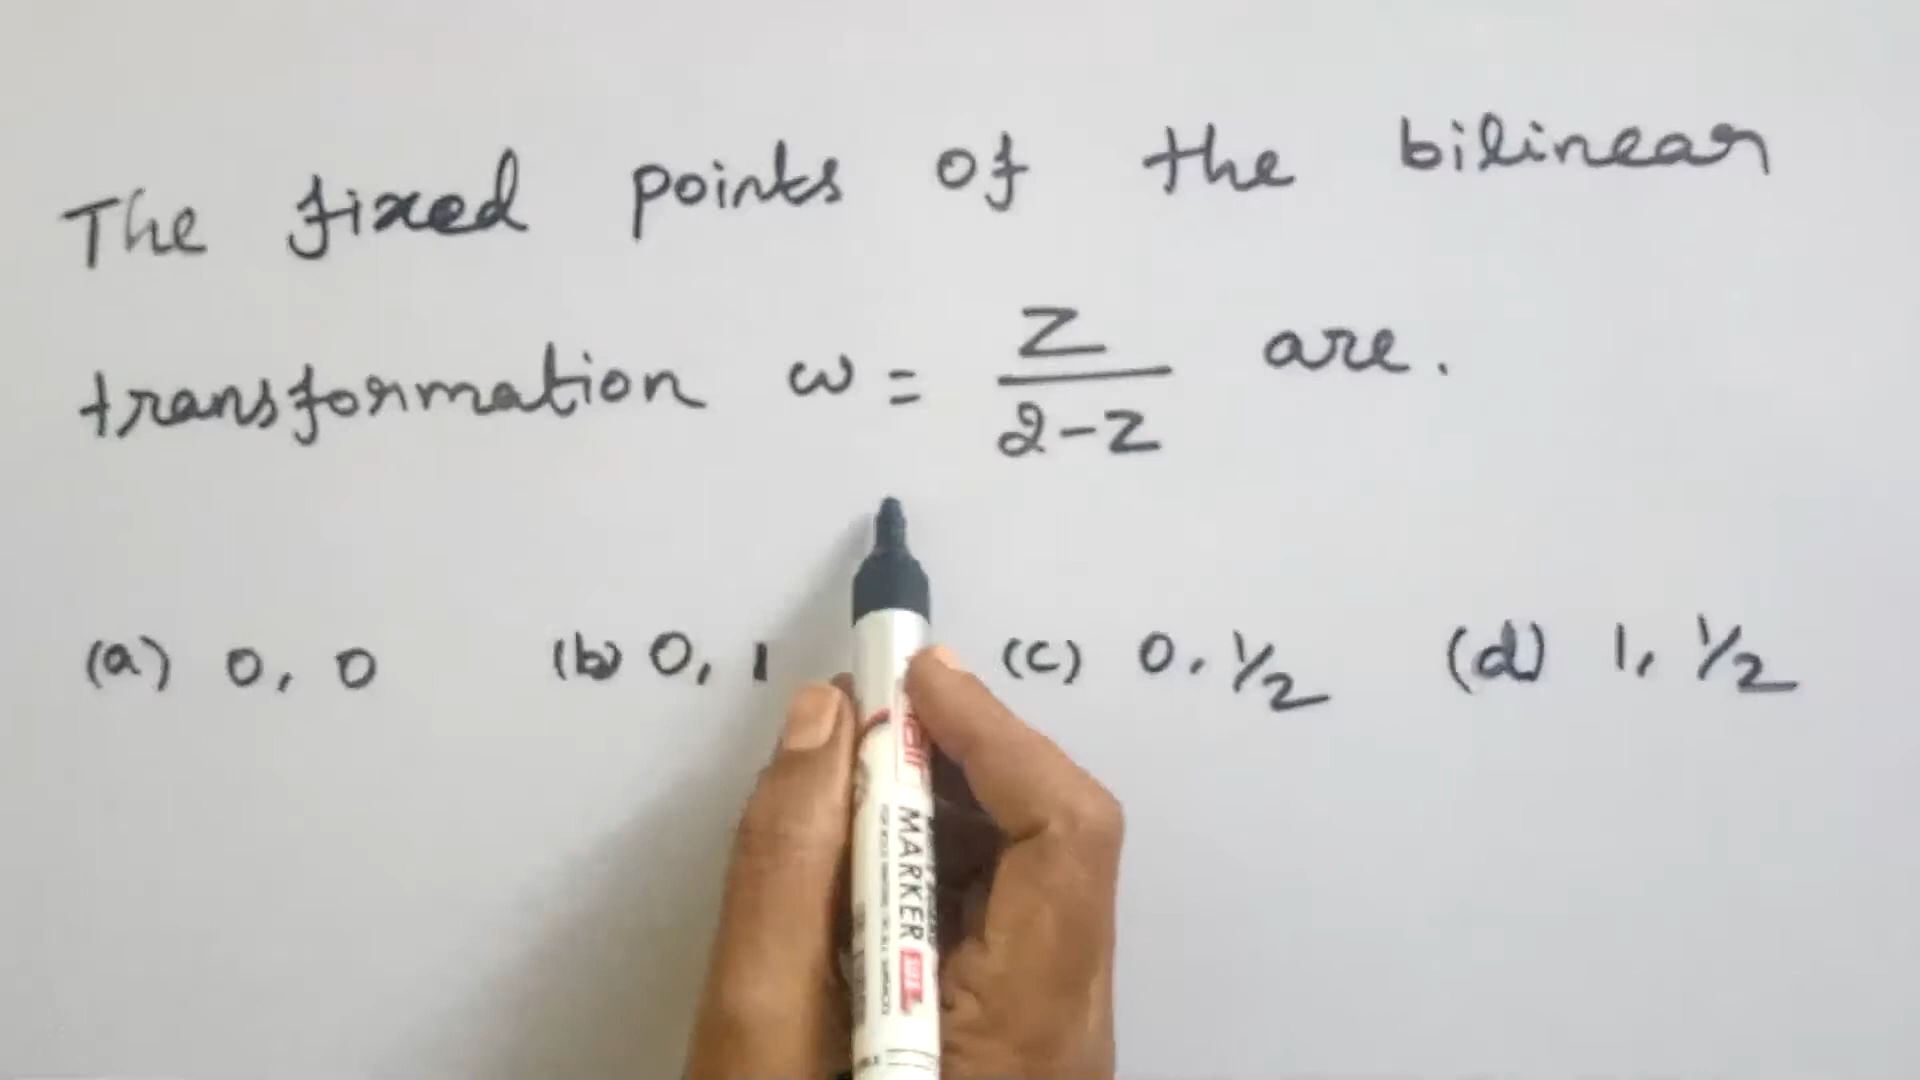 The fixed points of the bilinear
transformation ω = z/(2-z) are.
(a) 0, 0 (b) 0, 1 (c) 0, 1/2 (d) 1, 1/2
MARKER